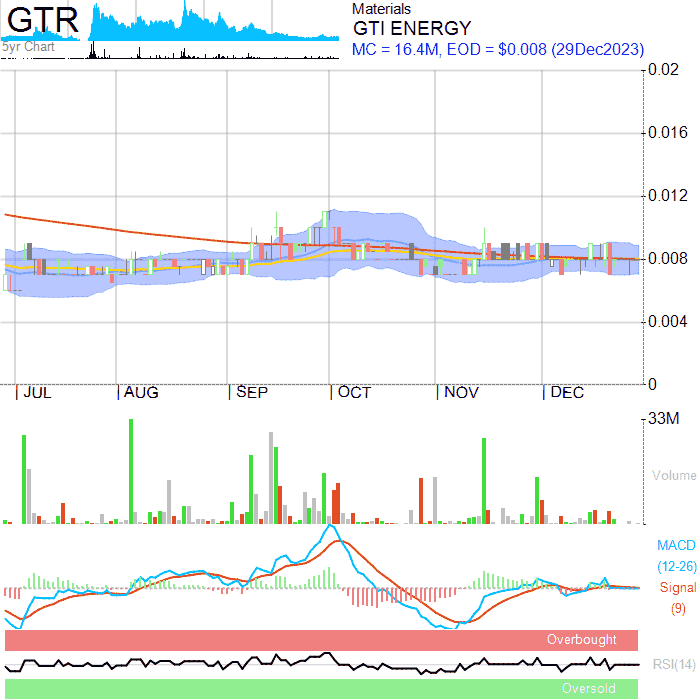 GTR
5yr Chart
Materials
GTI ENERGY
MC = 16.4M, EOD = $0.008 (29Dec2023)
0.02
0.016
0.012
0.008
0.004
0
JUL AUG SEP OCT NOV DEC
33M
Volume
MACD
(12-26)
Signal
(9)
Overbought
RSI(14)
Oversold